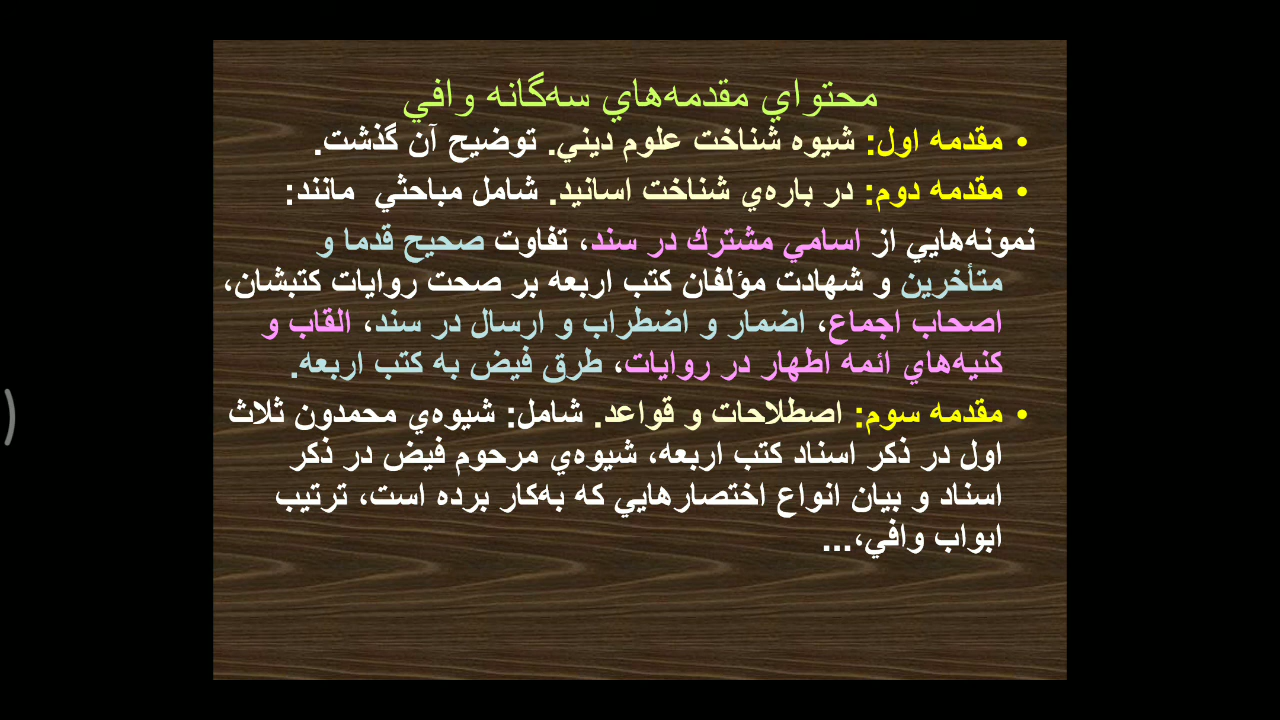 محتواي مقدمه‌هاي سه‌گانه وافي
• مقدمه اول: شيوه شناخت علوم ديني. توضيح آن گذشت.
• مقدمه دوم: در باره‌ي شناخت اسانيد. شامل مباحثي مانند:
نمونه‌هايي از اسامي مشترك در سند، تفاوت صحيح قدما و
متأخرين و شهادت مؤلفان كتب اربعه بر صحت روايات كتبشان،
اصحاب اجماع، اضمار و اضطراب و ارسال در سند، القاب و
كنيه‌هاي ائمه اطهار در روايات، طرق فيض به كتب اربعه.
• مقدمه سوم: اصطلاحات و قواعد. شامل: شيوه‌ي محمدون ثلاث
اول در ذكر اسناد كتب اربعه، شيوه‌ي مرحوم فيض در ذكر
اسناد و بيان انواع اختصارهايي كه به‌كار برده است، ترتيب
ابواب وافي،...